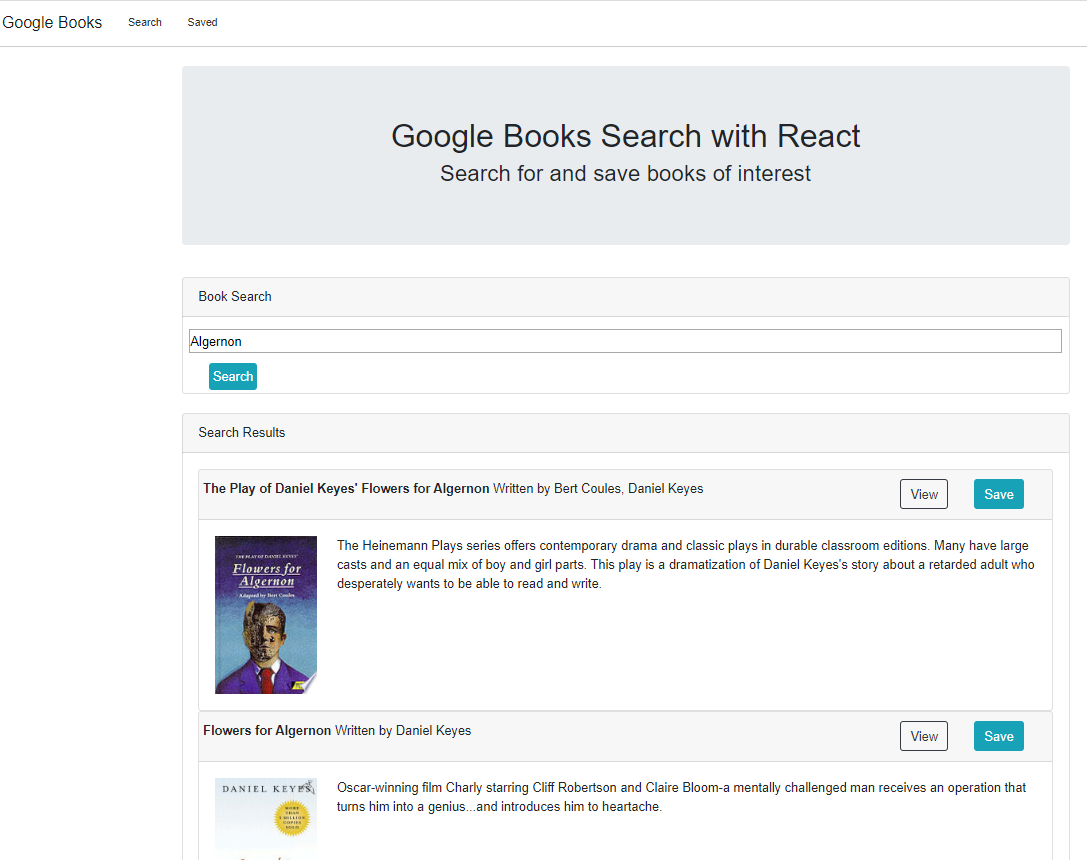 Google Books Search Saved
Google Books Search with React
Search for and save books of interest
Book Search
Algernon
Search
Search Results
The Play of Daniel Keyes' Flowers for Algernon Written by Bert Coules, Daniel Keyes View Save
THE PLAY OF DANIEL KEYES'
Flowers for
Algernon
Adapted by Bert Coules
The Heinemann Plays series offers contemporary drama and classic plays in durable classroom editions. Many have large
casts and an equal mix of boy and girl parts. This play is a dramatization of Daniel Keyes's story about a retarded adult who
desperately wants to be able to read and write.
Flowers for Algernon Written by Daniel Keyes View Save
DANIEL KEYES
MORE
THAN
5 MILLION
COPIES
SOLD
Oscar-winning film Charly starring Cliff Robertson and Claire Bloom-a mentally challenged man receives an operation that
turns him into a genius...and introduces him to heartache.